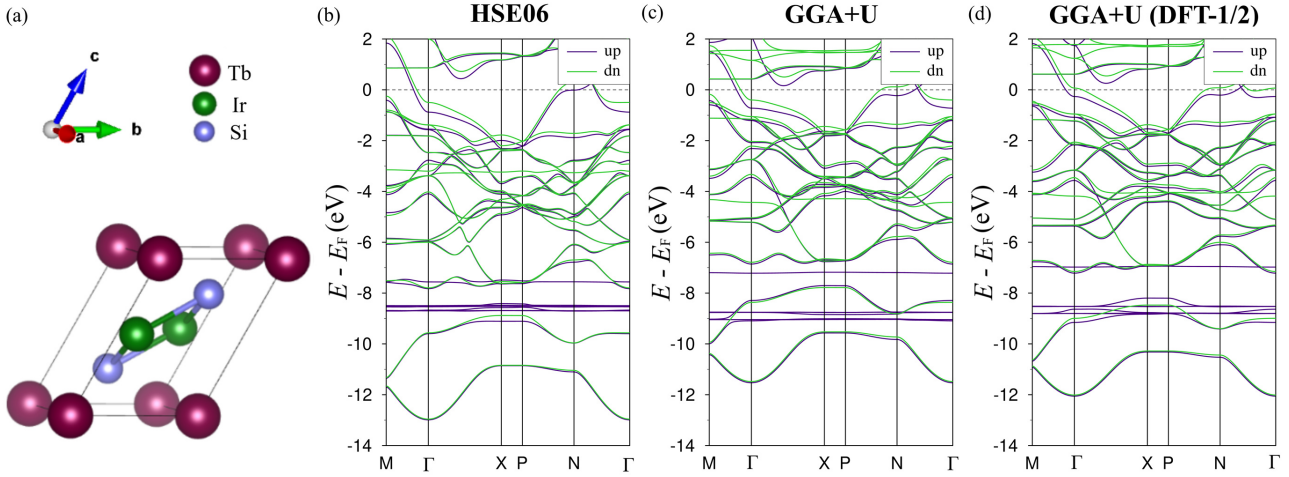 (a)
c
b
a
Tb
Ir
Si
(b)
HSE06
E - EF (eV)
2
0
-2
-4
-6
-8
-10
-12
-14
up
dn
M Γ X P N Γ
(c)
GGA+U
E - EF (eV)
2
0
-2
-4
-6
-8
-10
-12
-14
up
dn
M Γ X P N Γ
(d)
GGA+U (DFT-1/2)
E - EF (eV)
2
0
-2
-4
-6
-8
-10
-12
-14
up
dn
M Γ X P N Γ